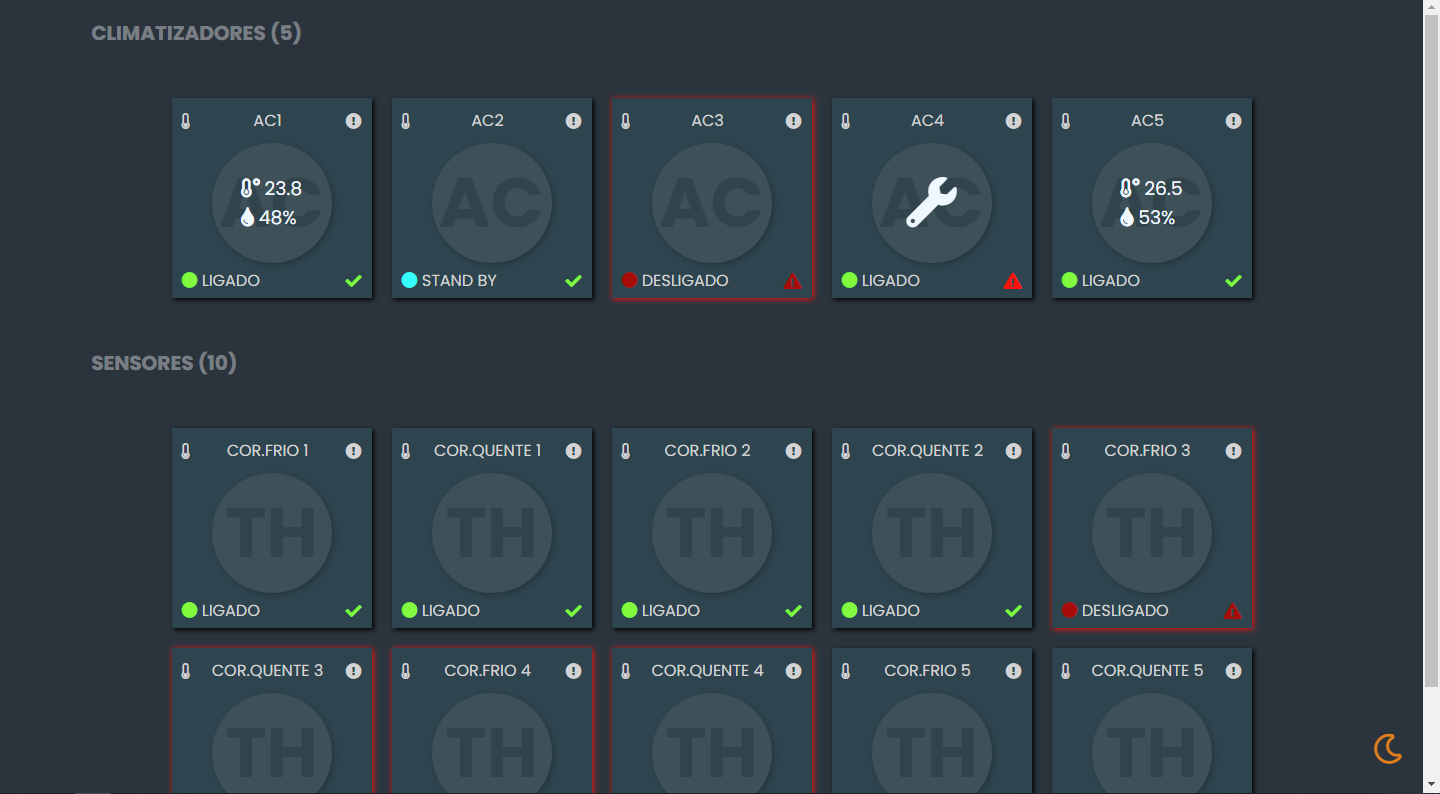 CLIMATIZADORES (5)
AC1
AC
23.8
48%
LIGADO
AC2
AC
STAND BY
AC3
AC
DESLIGADO
AC4
AC
LIGADO
AC5
AC
26.5
53%
LIGADO
SENSORES (10)
COR.FRIO 1
TH
LIGADO
COR.QUENTE 1
TH
LIGADO
COR.FRIO 2
TH
LIGADO
COR.QUENTE 2
TH
LIGADO
COR.FRIO 3
TH
DESLIGADO
COR.QUENTE 3
TH
COR.FRIO 4
TH
COR.QUENTE 4
TH
COR.FRIO 5
TH
COR.QUENTE 5
TH